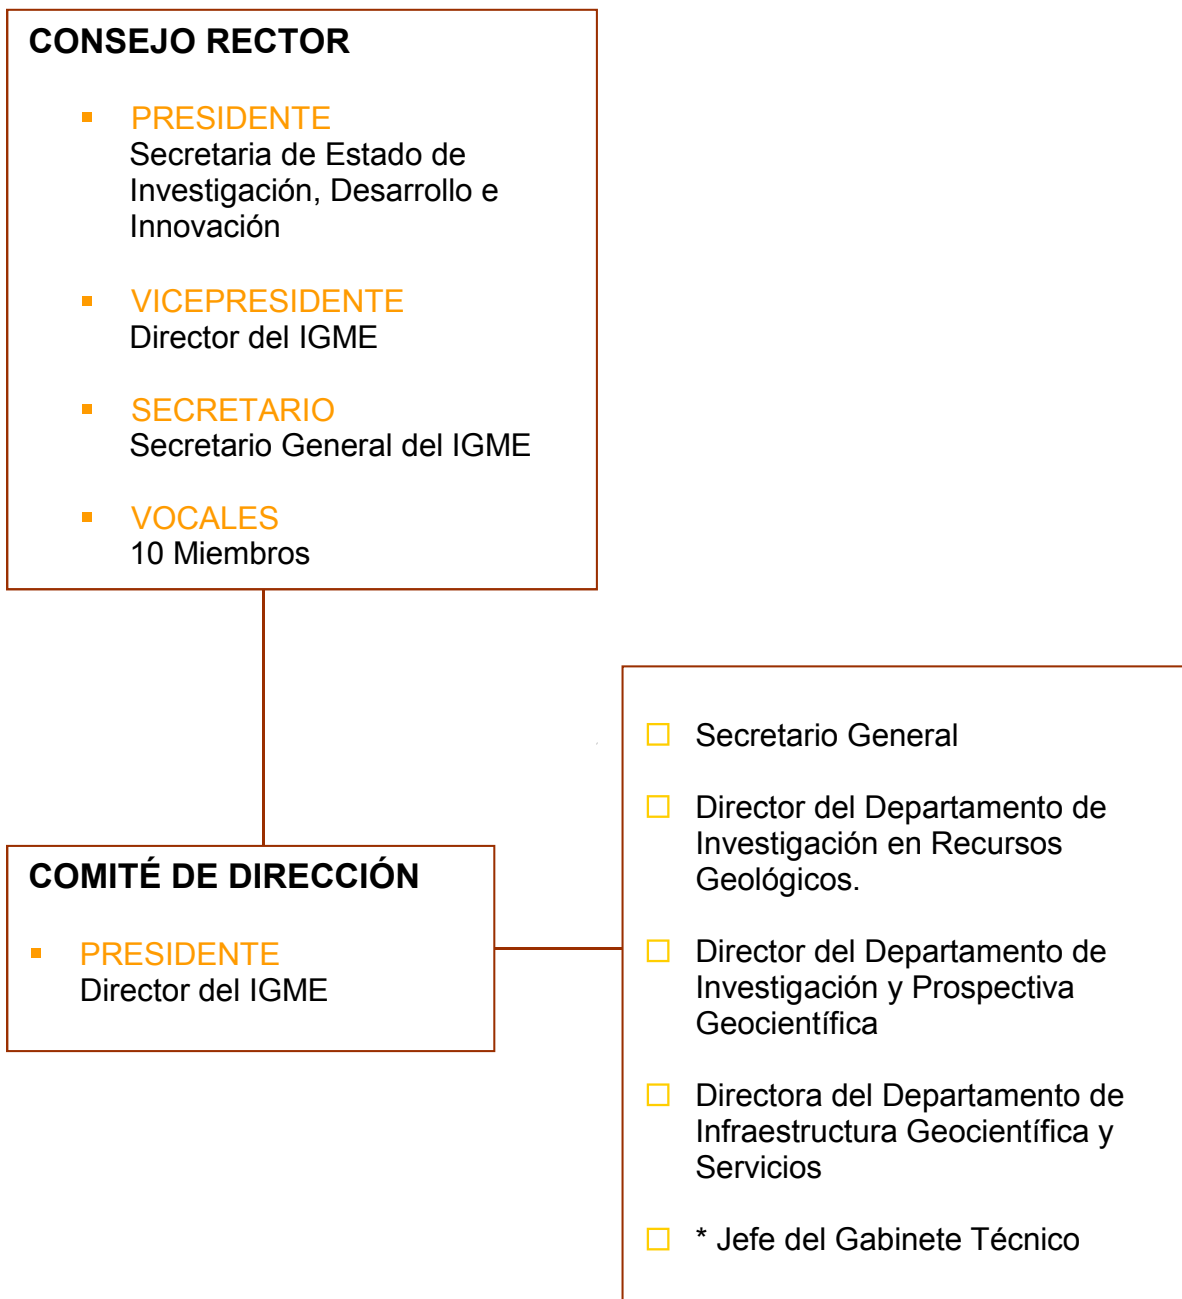 CONSEJO RECTOR
PRESIDENTE
Secretaria de Estado de
Investigación, Desarrollo e
Innovación
VICEPRESIDENTE
Director del IGME
SECRETARIO
Secretario General del IGME
VOCALES
10 Miembros
COMITÉ DE DIRECCIÓN
PRESIDENTE
Director del IGME
Secretario General
Director del Departamento de
Investigación en Recursos
Geológicos.
Director del Departamento de
Investigación y Prospectiva
Geocientífica
Directora del Departamento de
Infraestructura Geocientífica y
Servicios
* Jefe del Gabinete Técnico